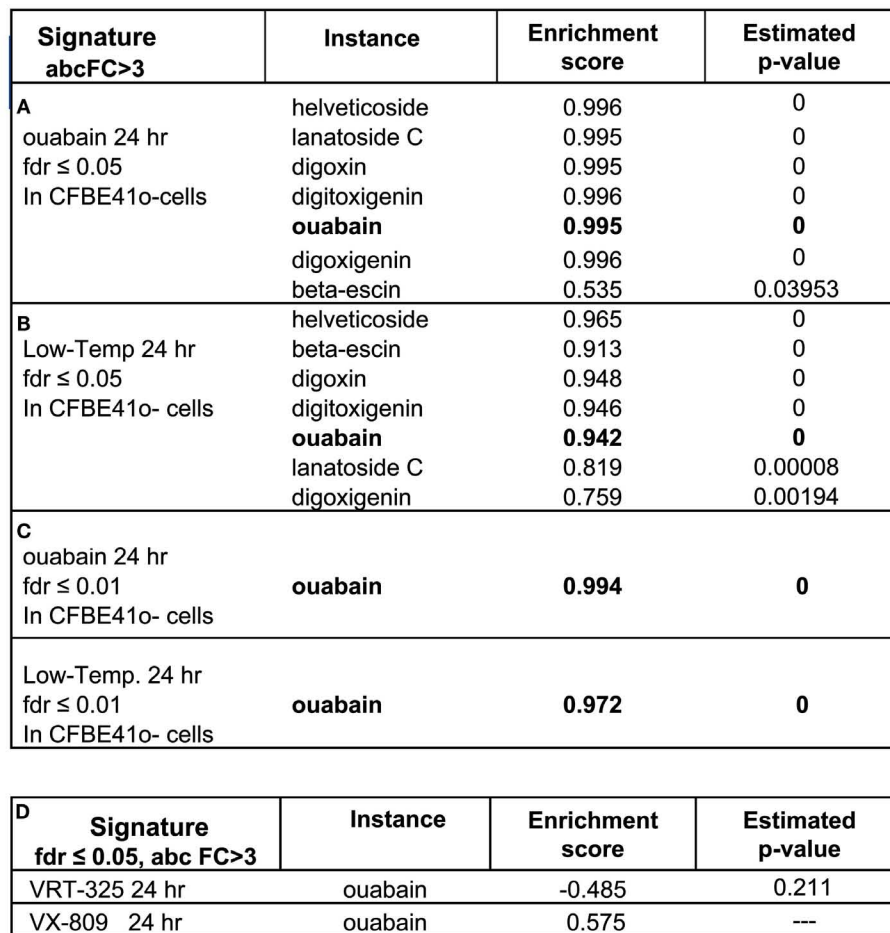 Signature Instance Enrichment Estimated
abcFC>3 score p-value
A helveticoside 0.996 0
ouabain 24 hr lanatoside C 0.995 0
fdr ≤ 0.05 digoxin 0.995 0
In CFBE41o-cells digitoxigenin 0.996 0
ouabain 0.995 0
digoxigenin 0.996 0
beta-escin 0.535 0.03953
B helveticoside 0.965 0
Low-Temp 24 hr beta-escin 0.913 0
fdr ≤ 0.05 digoxin 0.948 0
In CFBE41o- cells digitoxigenin 0.946 0
ouabain 0.942 0
lanatoside C 0.819 0.00008
digoxigenin 0.759 0.00194
C
ouabain 24 hr
fdr ≤ 0.01 ouabain 0.994 0
In CFBE41o- cells
Low-Temp. 24 hr
fdr ≤ 0.01 ouabain 0.972 0
In CFBE41o- cells
D Signature Instance Enrichment Estimated
fdr ≤ 0.05, abc FC>3 score p-value
VRT-325 24 hr ouabain -0.485 0.211
VX-809 24 hr ouabain 0.575 ---